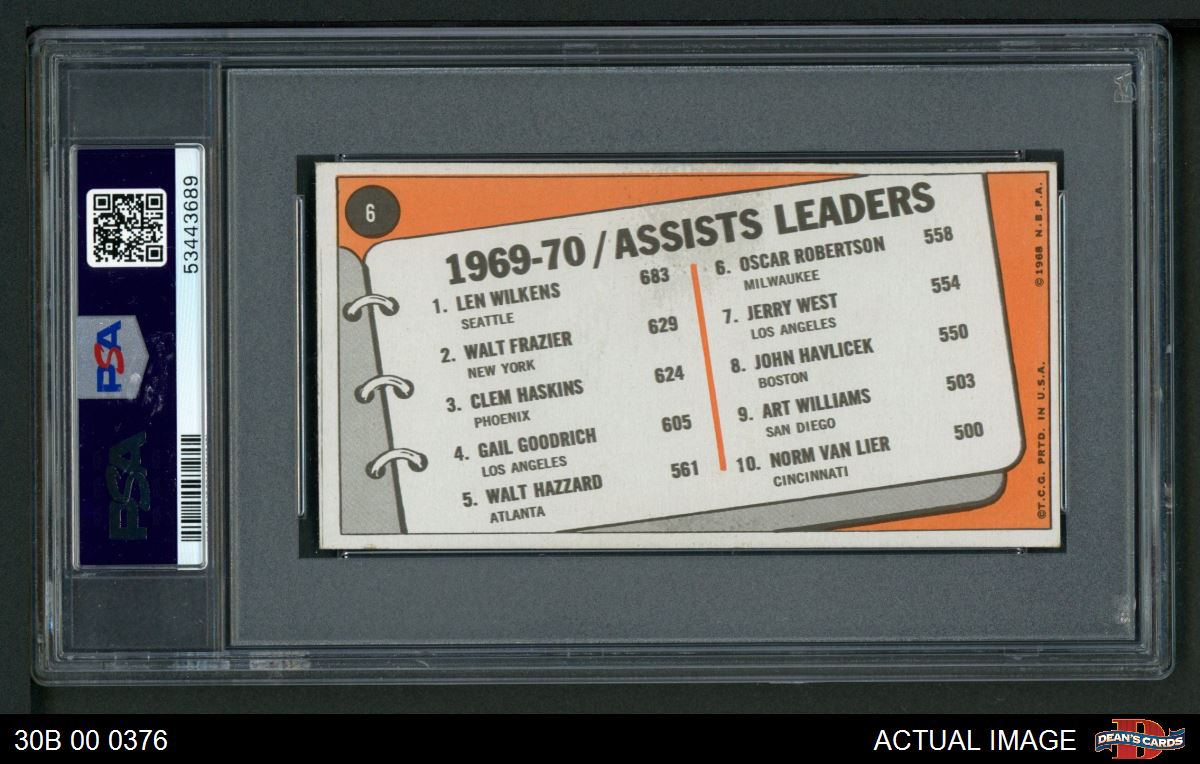 53443689
PSA
PSA
6
1969-70 / ASSISTS LEADERS
1. LEN WILKENS 683
SEATTLE
2. WALT FRAZIER 629
NEW YORK
3. CLEM HASKINS 624
PHOENIX
4. GAIL GOODRICH 605
LOS ANGELES
5. WALT HAZZARD 561
ATLANTA
6. OSCAR ROBERTSON 558
MILWAUKEE
7. JERRY WEST 554
LOS ANGELES
8. JOHN HAVLICEK 550
BOSTON
9. ART WILLIAMS 503
SAN DIEGO
10. NORM VAN LIER 500
CINCINNATI
©1968 N.B.P.A.
©T.C.G. PRTD. IN U.S.A.
30B 00 0376
ACTUAL IMAGE
D
DEAN'S CARDS